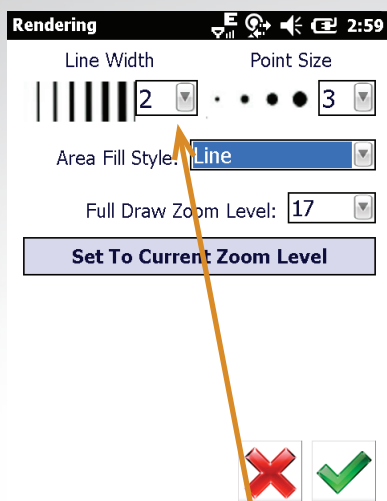 Rendering E 2:59
Line Width Point Size
2 3
Area Fill Style: Line
Full Draw Zoom Level: 17
Set To Current Zoom Level